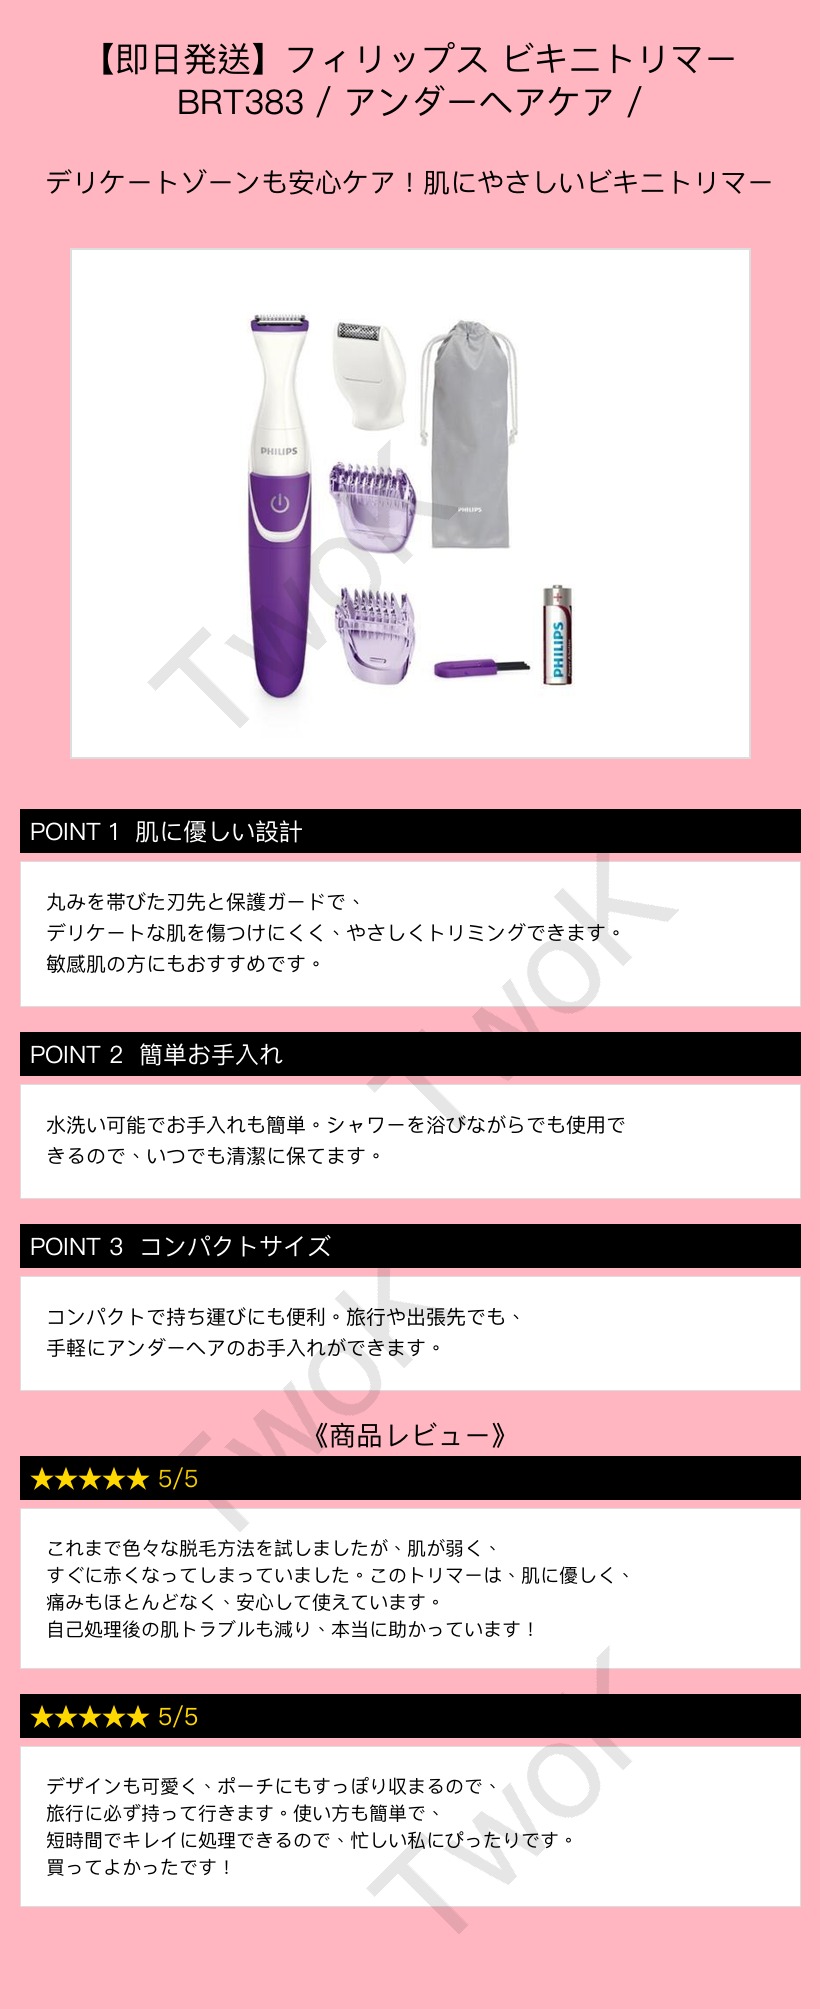 【即日発送】フィリップス ビキニトリマー
BRT383 / アンダーヘアケア /
デリケートゾーンも安心ケア！肌にやさしいビキニトリマー
PHILIPS
PHILIPS
PHILIPS
TwoK
POINT 1 肌に優しい設計
丸みを帯びた刃先と保護ガードで、
デリケートな肌を傷つけにくく、やさしくトリミングできます。
敏感肌の方にもおすすめです。
TwoK
POINT 2 簡単お手入れ
水洗い可能でお手入れも簡単。シャワーを浴びながらでも使用で
きるので、いつでも清潔に保てます。
POINT 3 コンパクトサイズ
コンパクトで持ち運びにも便利。旅行や出張先でも、
手軽にアンダーヘアのお手入れができます。
TwoK
《商品レビュー》
★★★★★ 5/5
これまで色々な脱毛方法を試しましたが、肌が弱く、
すぐに赤くなってしまっていました。このトリマーは、肌に優しく、
痛みもほとんどなく、安心して使えています。
自己処理後の肌トラブルも減り、本当に助かっています！
★★★★★ 5/5
デザインも可愛く、ポーチにもすっぽり収まるので、
旅行に必ず持って行きます。使い方も簡単で、
短時間でキレイに処理できるので、忙しい私にぴったりです。
買ってよかったです！
TwoK